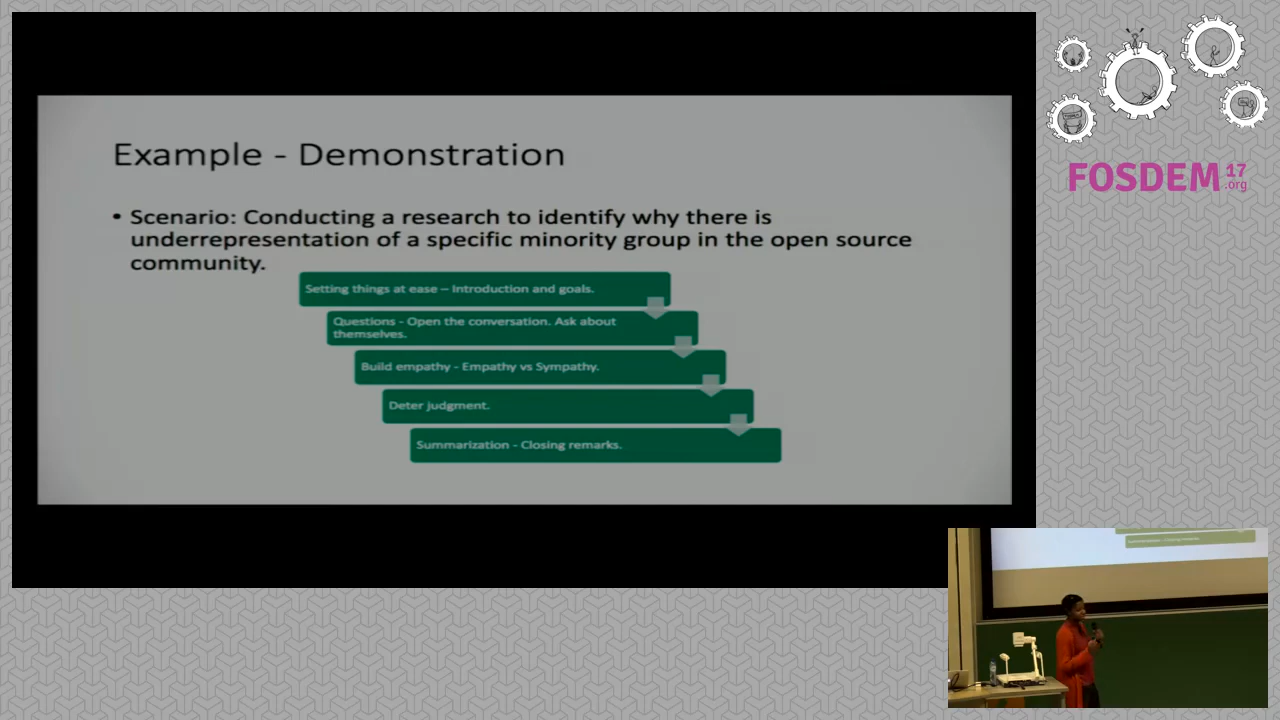 Example - Demonstration
• Scenario: Conducting a research to identify why there is
underrepresentation of a specific minority group in the open source
community.
Setting things at ease – Introduction and goals.
Questions - Open the conversation. Ask about
themselves.
Build empathy - Empathy vs Sympathy.
Deter judgment.
Summarization - Closing remarks.
FOSDEM 17
.org